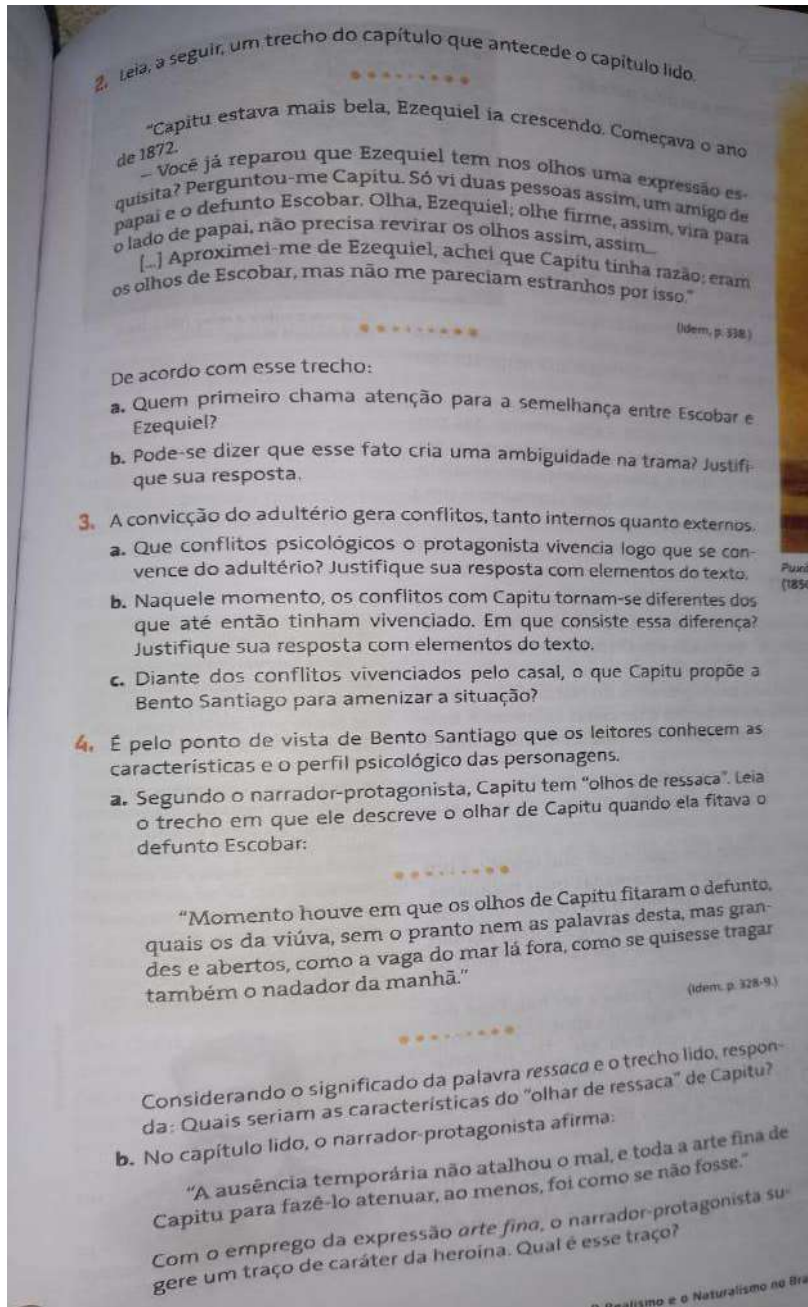 2. Leia, a seguir, um trecho do capítulo que antecede o capítulo lido.
"Capitu estava mais bela, Ezequiel ia crescendo. Começava o ano
de 1872.
— Você já reparou que Ezequiel tem nos olhos uma expressão es-
quisita? Perguntou-me Capitu. Só vi duas pessoas assim, um amigo de
papai e o defunto Escobar. Olha, Ezequiel; olhe firme, assim, vira para
o lado de papai, não precisa revirar os olhos assim, assim...
[...] Aproximei-me de Ezequiel, achei que Capitu tinha razão; eram
os olhos de Escobar, mas não me pareciam estranhos por isso."
(Idem, p. 338.)
De acordo com esse trecho:
a. Quem primeiro chama atenção para a semelhança entre Escobar e
Ezequiel?
b. Pode-se dizer que esse fato cria uma ambiguidade na trama? Justifi-
que sua resposta.
3. A convicção do adultério gera conflitos, tanto internos quanto externos.
a. Que conflitos psicológicos o protagonista vivencia logo que se con-
vence do adultério? Justifique sua resposta com elementos do texto.
b. Naquele momento, os conflitos com Capitu tornam-se diferentes dos
que até então tinham vivenciado. Em que consiste essa diferença?
Justifique sua resposta com elementos do texto.
c. Diante dos conflitos vivenciados pelo casal, o que Capitu propõe a
Bento Santiago para amenizar a situação?
4. É pelo ponto de vista de Bento Santiago que os leitores conhecem as
características e o perfil psicológico das personagens.
a. Segundo o narrador-protagonista, Capitu tem "olhos de ressaca". Leia
o trecho em que ele descreve o olhar de Capitu quando ela fitava o
defunto Escobar:
"Momento houve em que os olhos de Capitu fitaram o defunto,
quais os da viúva, sem o pranto nem as palavras desta, mas gran-
des e abertos, como a vaga do mar lá fora, como se quisesse tragar
também o nadador da manhã."
(Idem, p. 328-9.)
Considerando o significado da palavra ressaca e o trecho lido, respon-
da: Quais seriam as características do "olhar de ressaca" de Capitu?
b. No capítulo lido, o narrador-protagonista afirma:
"A ausência temporária não atalhou o mal, e toda a arte fina de
Capitu para fazê-lo atenuar, ao menos, foi como se não fosse."
Com o emprego da expressão arte fina, o narrador-protagonista su-
gere um traço de caráter da heroína. Qual é esse traço?
Realismo e o Naturalismo no Bra